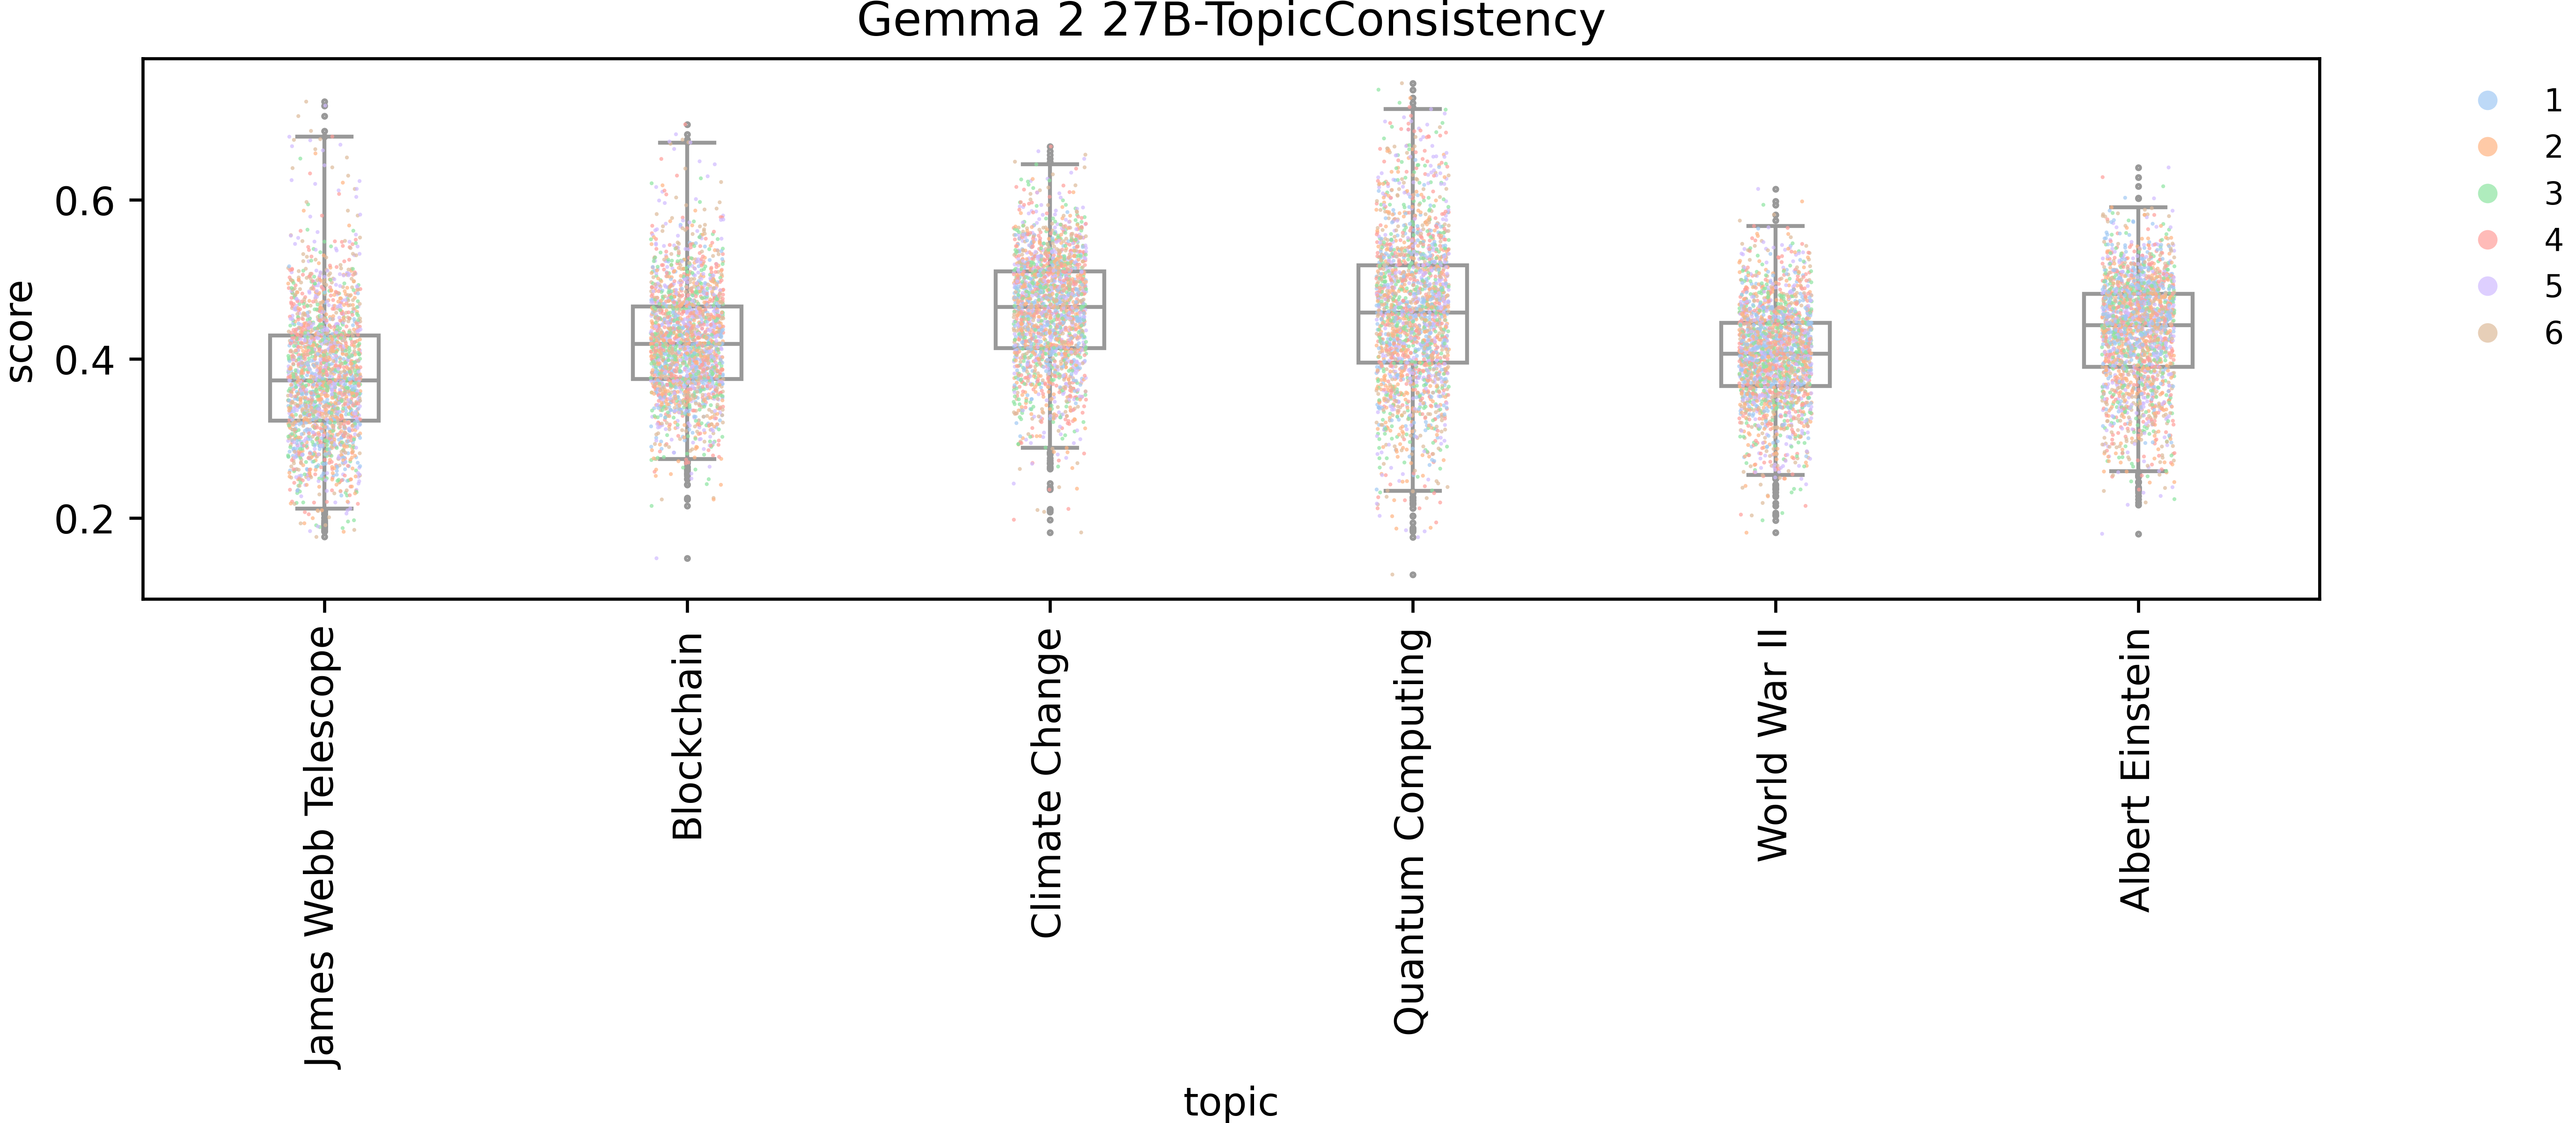 Gemma 2 27B-TopicConsistency
score
0.6
0.4
0.2
James Webb Telescope
Blockchain
Climate Change
Quantum Computing
World War II
Albert Einstein
topic
1
2
3
4
5
6